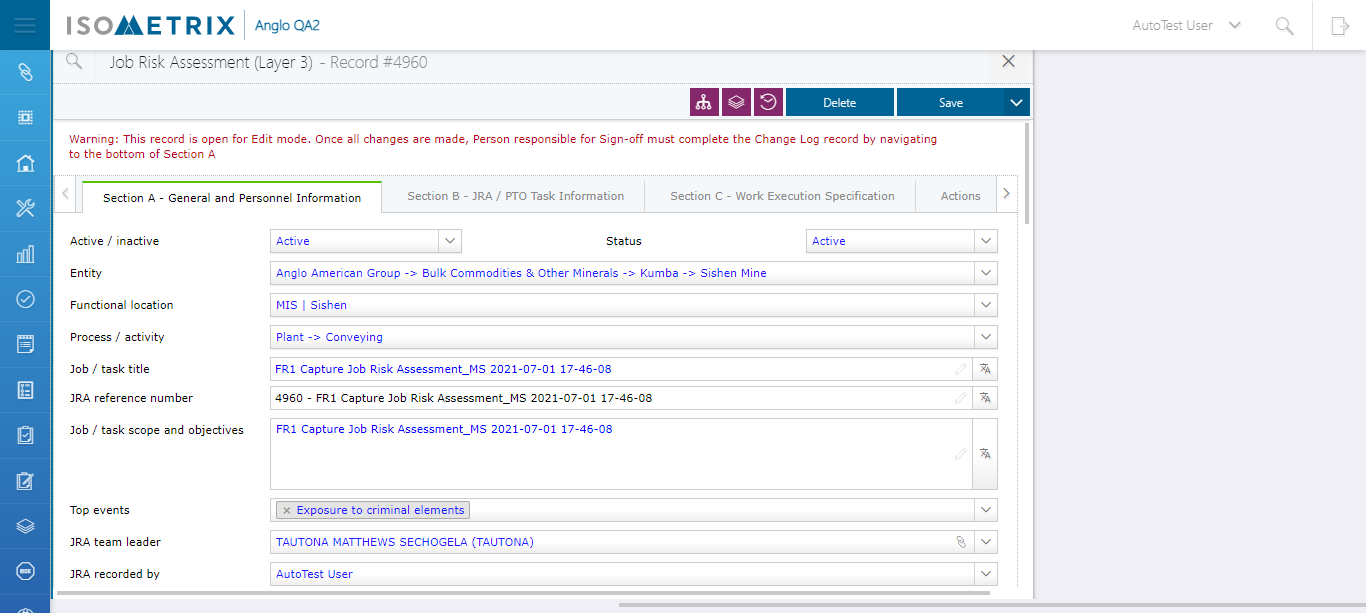 ISOMETRIX Anglo QA2 AutoTest User
Job Risk Assessment (Layer 3) - Record #4960
Delete Save
Warning: This record is open for Edit mode. Once all changes are made, Person responsible for Sign-off must complete the Change Log record by navigating
to the bottom of Section A
Section A - General and Personnel Information Section B - JRA / PTO Task Information Section C - Work Execution Specification Actions
Active / inactive Active Status Active
Entity Anglo American Group -> Bulk Commodities & Other Minerals -> Kumba -> Sishen Mine
Functional location MIS | Sishen
Process / activity Plant -> Conveying
Job / task title FR1 Capture Job Risk Assessment_MS 2021-07-01 17-46-08
JRA reference number 4960 - FR1 Capture Job Risk Assessment_MS 2021-07-01 17-46-08
Job / task scope and objectives FR1 Capture Job Risk Assessment_MS 2021-07-01 17-46-08
Top events Exposure to criminal elements
JRA team leader TAUTONA MATTHEWS SECHOGELA (TAUTONA)
JRA recorded by AutoTest User